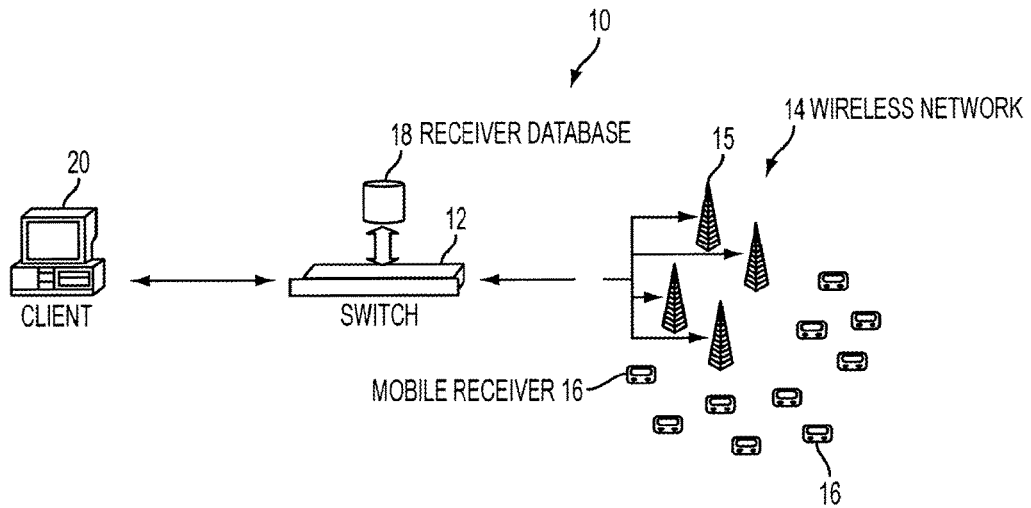 10
14 WIRELESS NETWORK
18 RECEIVER DATABASE
15
20
12
CLIENT
SWITCH
MOBILE RECEIVER 16
16